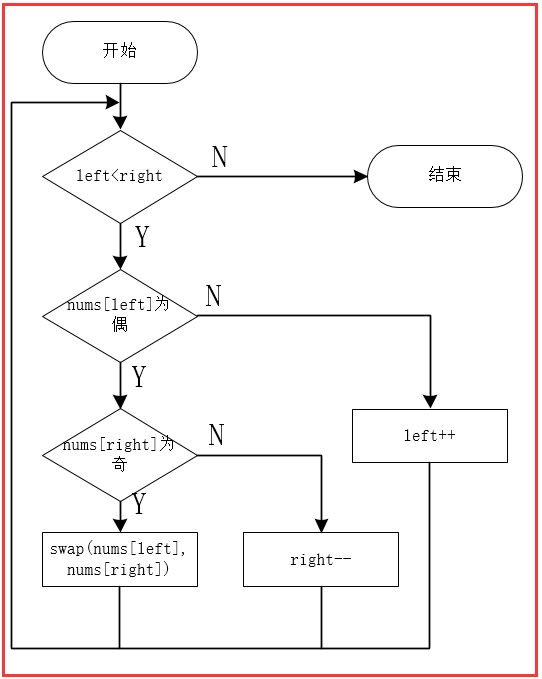 开始
left<right
N
结束
Y
nums[left]为
偶
N
Y
left++
nums[right]为
奇
N
Y
swap(nums[left],
nums[right])
right--